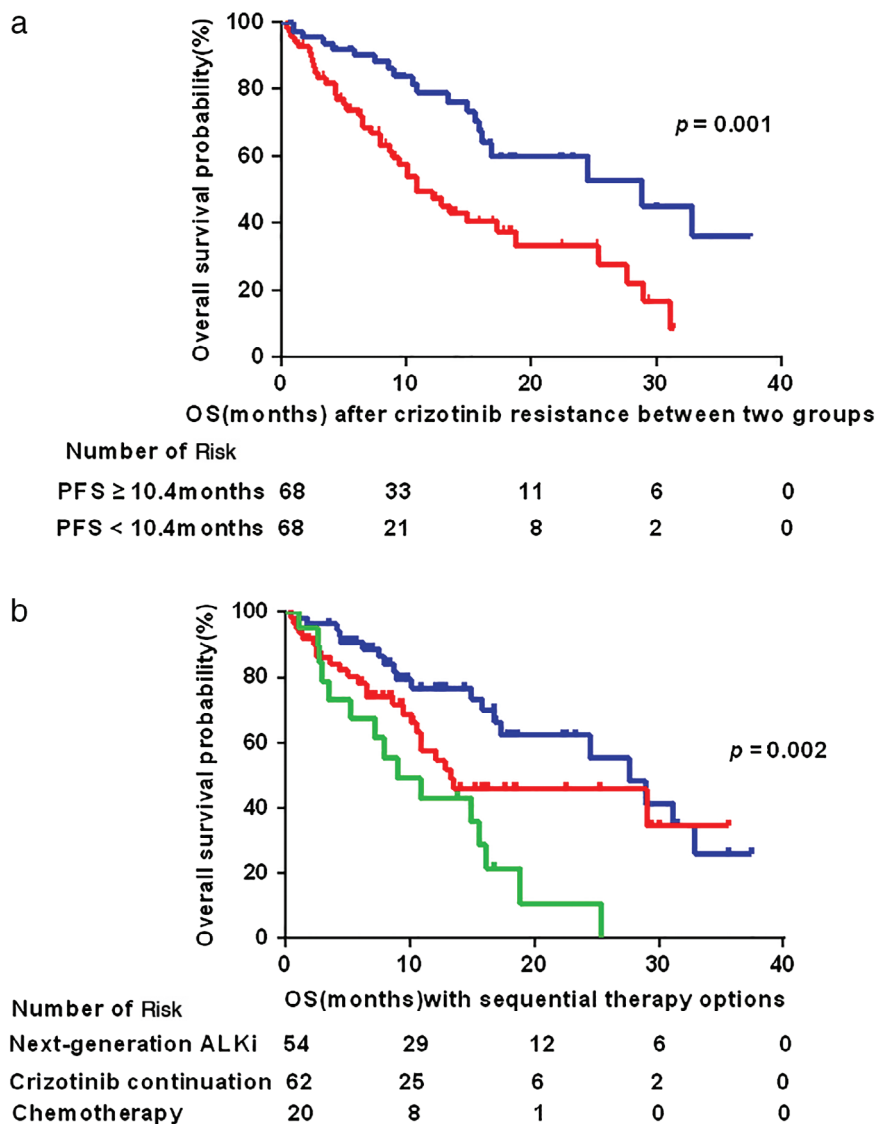 a
Overall survival probability(%)
100
80
60
40
20
0
p = 0.001
0 10 20 30 40
OS(months) after crizotinib resistance between two groups
Number of Risk
PFS ≥ 10.4months 68 33 11 6 0
PFS < 10.4months 68 21 8 2 0
b
Overall survival probability(%)
100
80
60
40
20
0
p = 0.002
0 10 20 30 40
OS(months)with sequential therapy options
Number of Risk
Next-generation ALKi 54 29 12 6 0
Crizotinib continuation 62 25 6 2 0
Chemotherapy 20 8 1 0 0